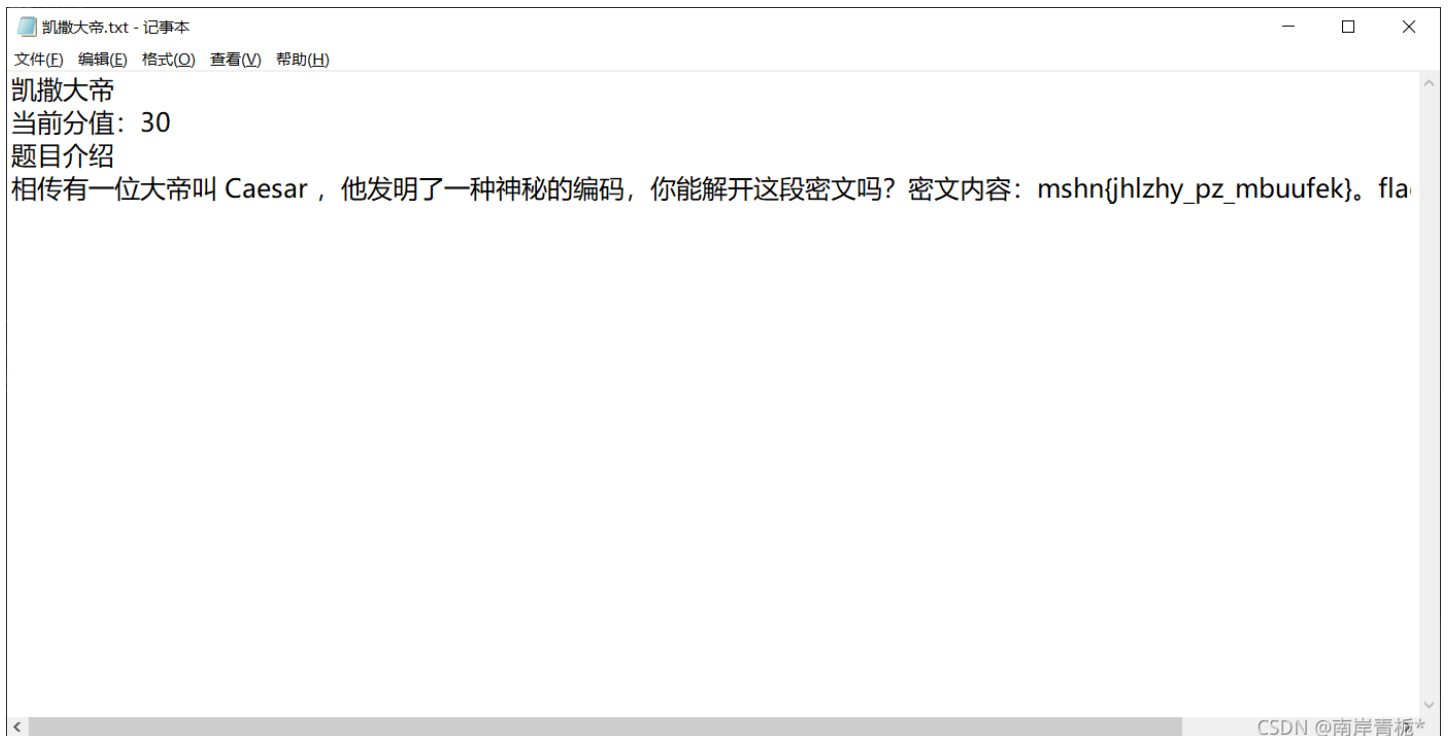 凯撒大帝.txt - 记事本
文件(F) 编辑(E) 格式(O) 查看(V) 帮助(H)
凯撒大帝
当前分值：30
题目介绍
相传有一位大帝叫 Caesar ，他发明了一种神秘的编码，你能解开这段密文吗？密文内容：mshn{jhlzhy_pz_mbuufek}。fla
CSDN @南岸青栀*